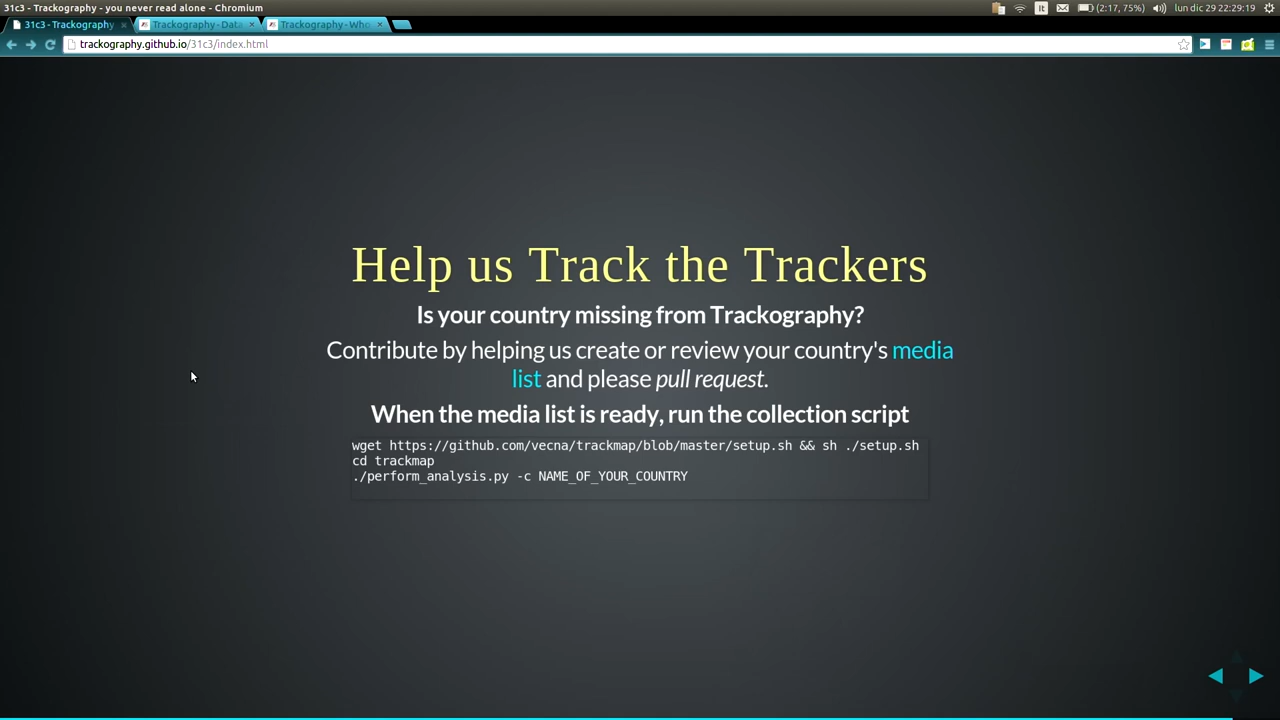 31c3 - Trackography - you never read alone - Chromium
It
(2:17, 75%)
lun dic 29 22:29:19
31c3 - Trackography
Trackography - Data
Trackography - Who
trackography.github.io/31c3/index.html
Help us Track the Trackers
Is your country missing from Trackography?
Contribute by helping us create or review your country's media
list and please pull request.
When the media list is ready, run the collection script
wget https://github.com/vecna/trackmap/blob/master/setup.sh && sh ./setup.sh
cd trackmap
./perform_analysis.py -c NAME_OF_YOUR_COUNTRY